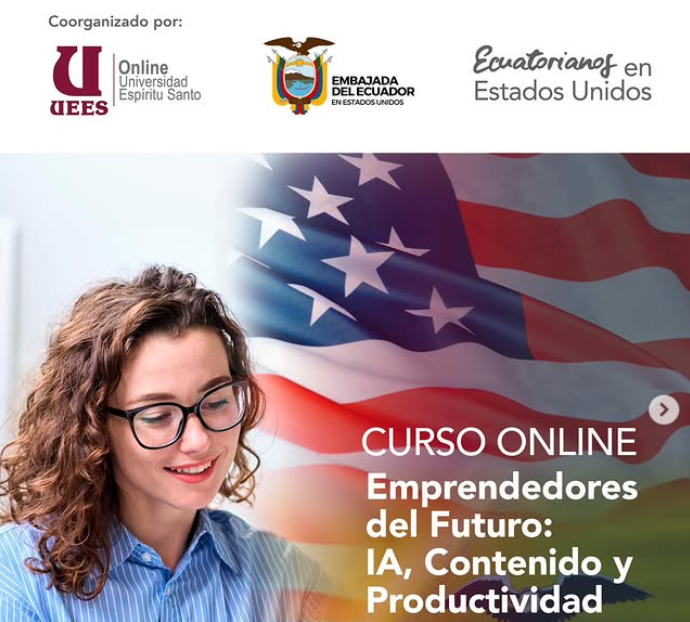 Coorganizado por:
U
UEES
Online
Universidad
Espíritu Santo
EMBAJADA
DEL ECUADOR
EN ESTADOS UNIDOS
Ecuatorianos en
Estados Unidos
CURSO ONLINE
Emprendedores
del Futuro:
IA, Contenido y
Productividad